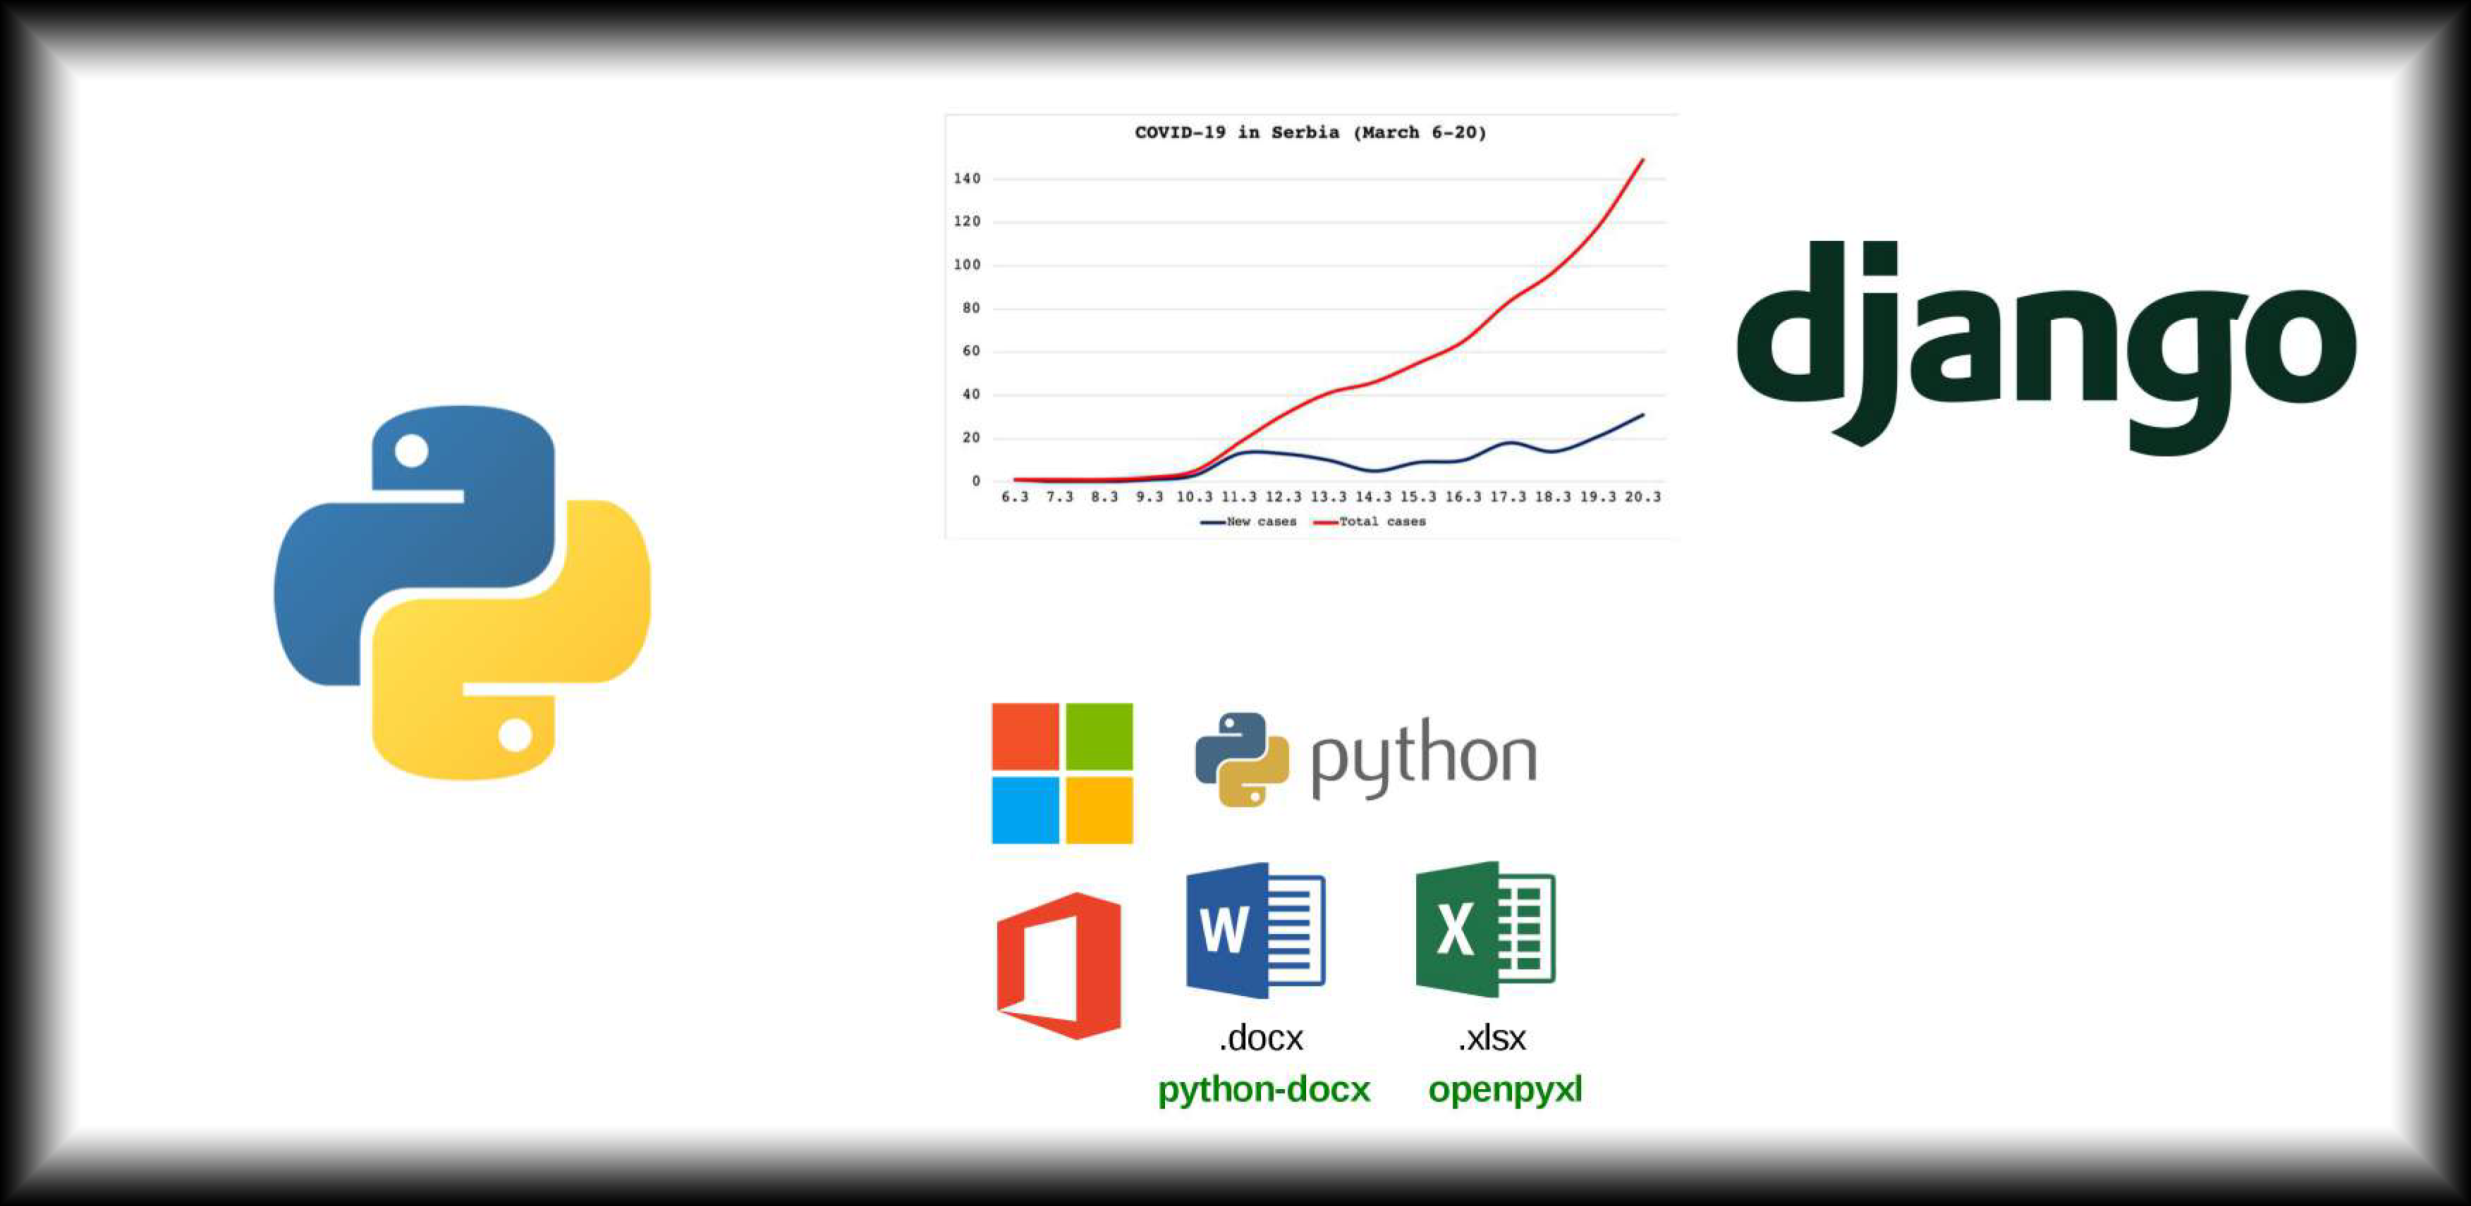 COVID-19 in Serbia (March 6-20)
140
120
100
80
60
40
20
0
6.3 7.3 8.3 9.3 10.3 11.3 12.3 13.3 14.3 15.3 16.3 17.3 18.3 19.3 20.3
New cases Total cases
django
python
W X
.docx .xlsx
python-docx openpyxl